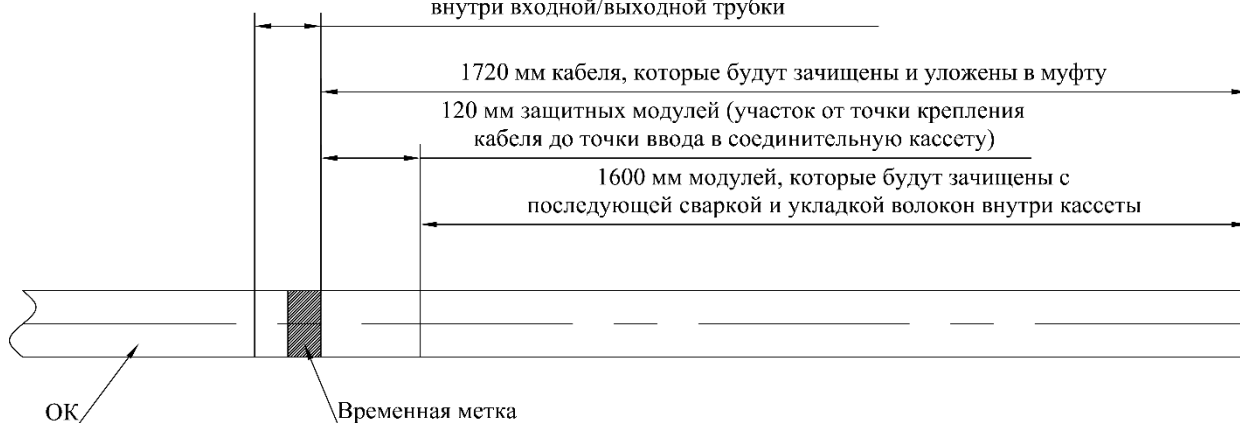 внутри входной/выходной трубки
1720 мм кабеля, которые будут зачищены и уложены в муфту
120 мм защитных модулей (участок от точки крепления
кабеля до точки ввода в соединительную кассету)
1600 мм модулей, которые будут зачищены с
последующей сваркой и укладкой волокон внутри кассеты
ОК
Временная метка